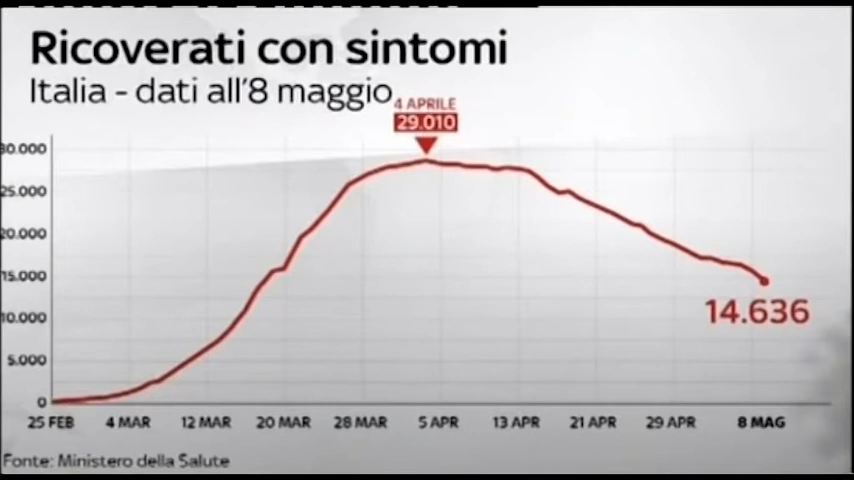 Ricoverati con sintomi
Italia - dati all'8 maggio
4 APRILE
29.010
30.000
25.000
20.000
15.000
10.000
5.000
0
14.636
25 FEB 4 MAR 12 MAR 20 MAR 28 MAR 5 APR 13 APR 21 APR 29 APR 8 MAG
Fonte: Ministero della Salute